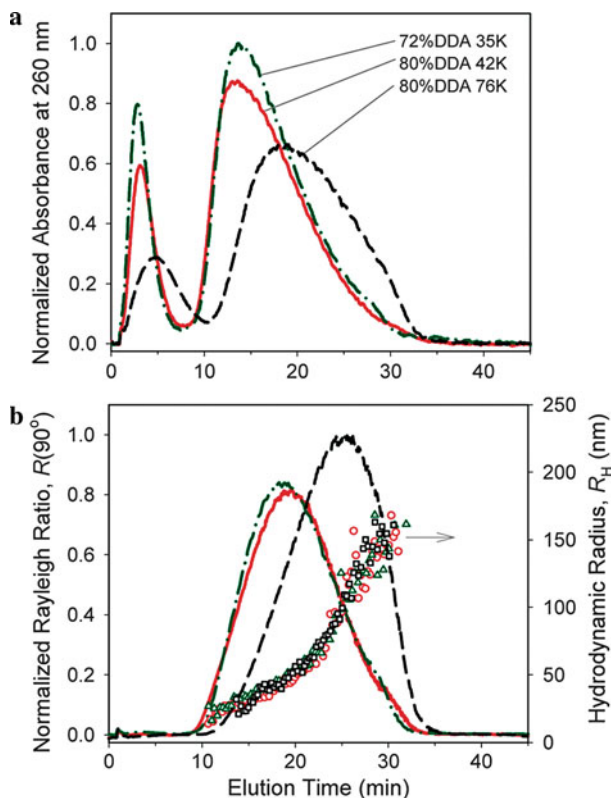 a
72%DDA 35K
80%DDA 42K
80%DDA 76K
Normalized Absorbance at 260 nm
1.0
0.8
0.6
0.4
0.2
0.0
0 10 20 30 40
b
Normalized Rayleigh Ratio, R(90°)
1.0
0.8
0.6
0.4
0.2
0.0
250
200
150
100
50
0
Hydrodynamic Radius, R_H (nm)
0 10 20 30 40
Elution Time (min)